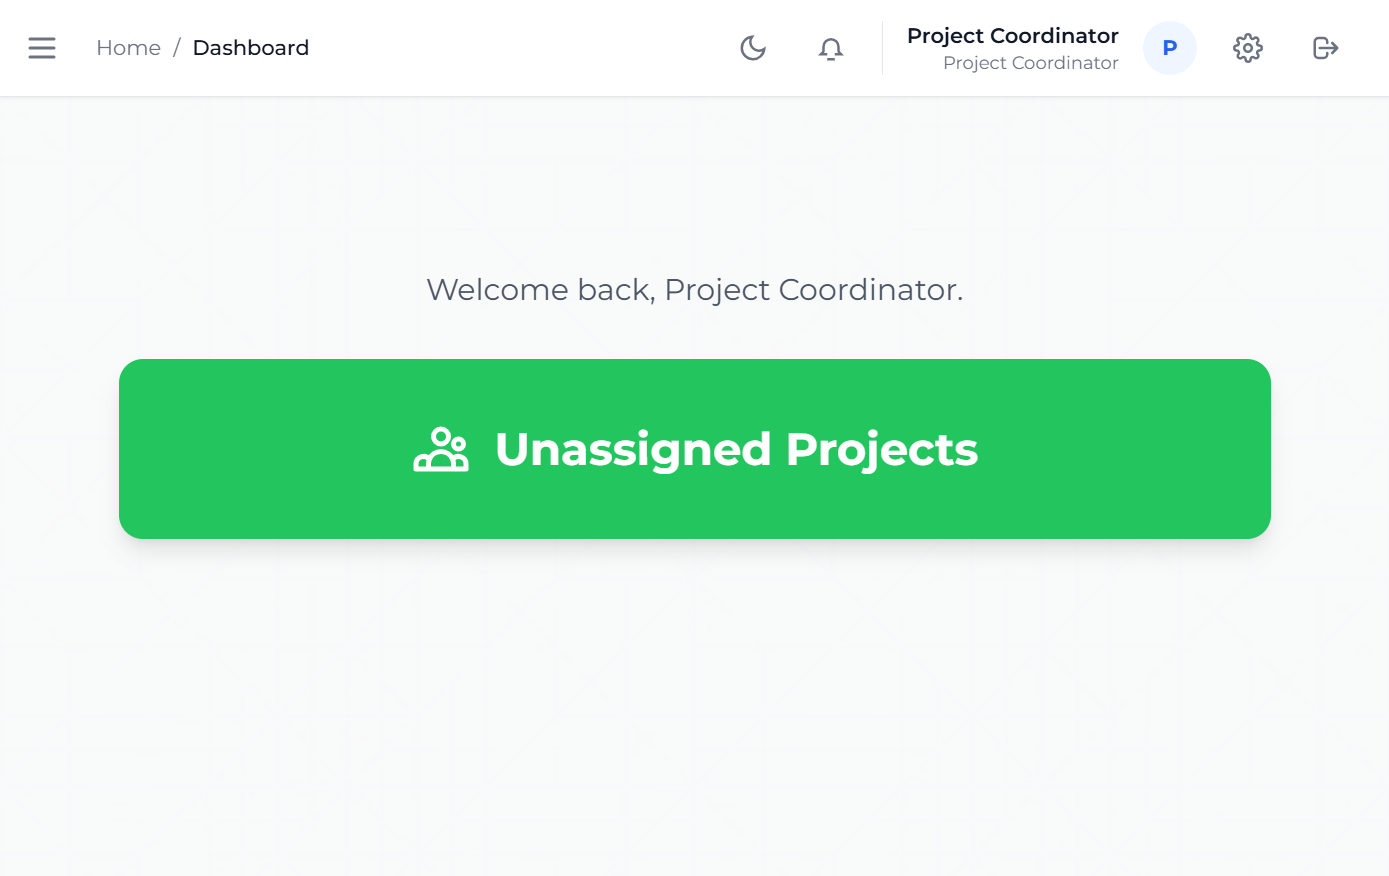 Home / Dashboard
Project Coordinator
Project Coordinator
P
Welcome back, Project Coordinator.
Unassigned Projects